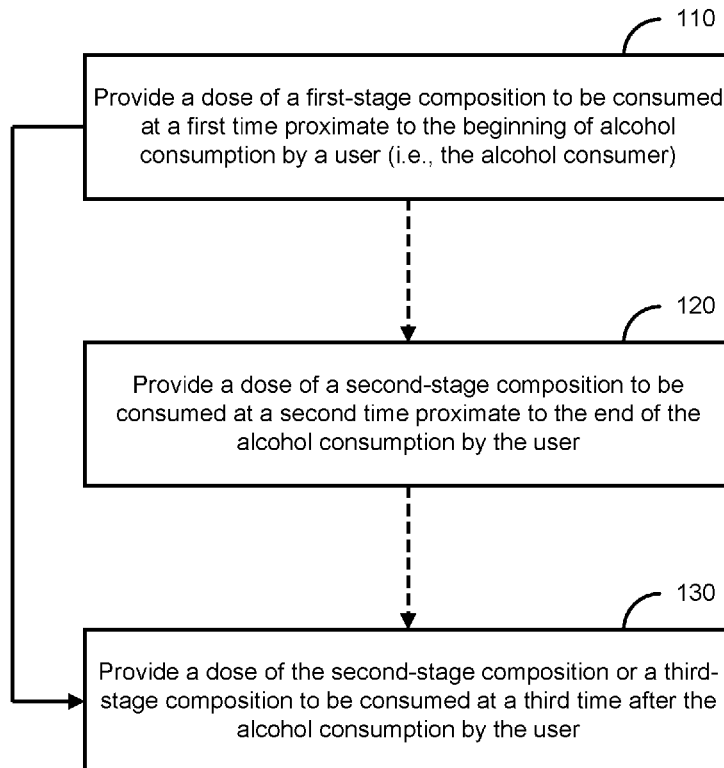 110
Provide a dose of a first-stage composition to be consumed
at a first time proximate to the beginning of alcohol
consumption by a user (i.e., the alcohol consumer)
120
Provide a dose of a second-stage composition to be
consumed at a second time proximate to the end of the
alcohol consumption by the user
130
Provide a dose of the second-stage composition or a third-
stage composition to be consumed at a third time after the
alcohol consumption by the user